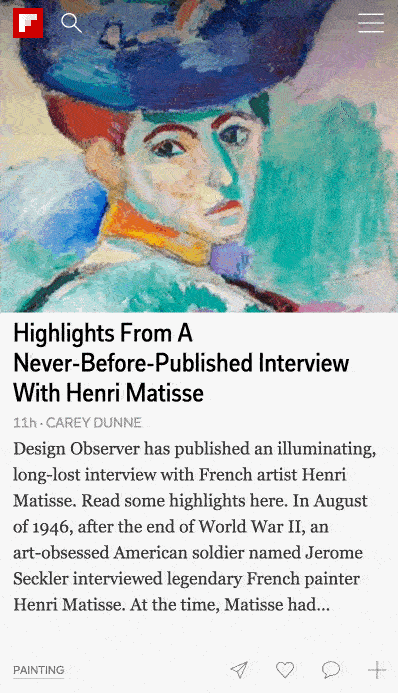 Highlights From A
Never-Before-Published Interview
With Henri Matisse
11h · CAREY DUNNE
Design Observer has published an illuminating,
long-lost interview with French artist Henri
Matisse. Read some highlights here. In August
of 1946, after the end of World War II, an
art-obsessed American soldier named Jerome
Seckler interviewed legendary French painter
Henri Matisse. At the time, Matisse had...
PAINTING